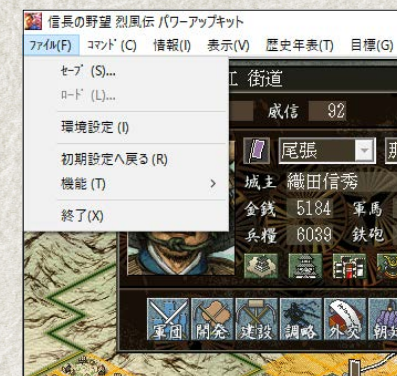 信長の野望 烈風伝 パワーアップキット
ファイル(F) コマンド(C) 情報(I) 表示(V) 歴史年表(T) 目標(G)
セーブ (S)...
ロード (L)...
環境設定 (I)
初期設定へ戻る(R)
機能 (T)
終了(X)
街道
威信 92
尾張
城主 織田信秀
金銭 5184 軍馬
兵糧 6039 鉄砲
軍団 開発 建設 調略 外交 朝廷